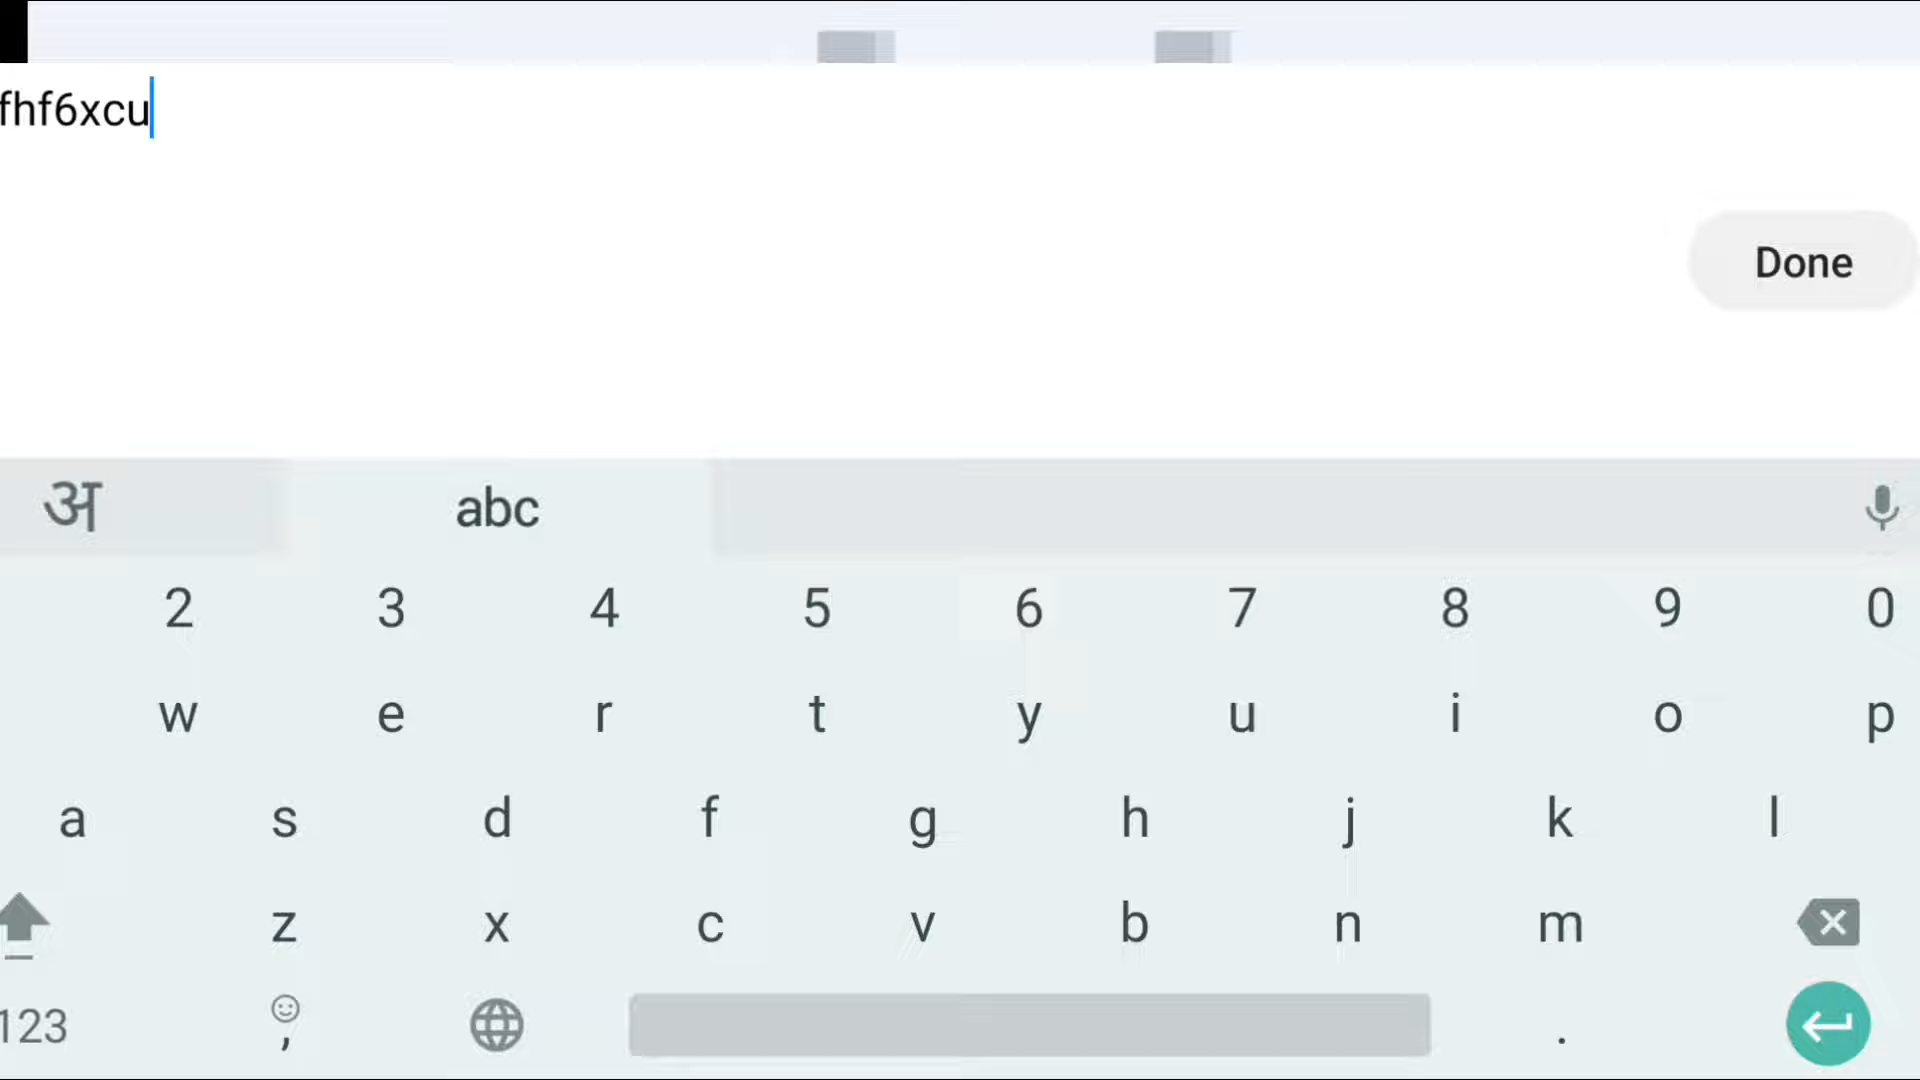 fhf6xcu
Done
अ abc
2 3 4 5 6 7 8 9 0
w e r t y u i o p
a s d f g h j k l
z x c v b n m
123 , .